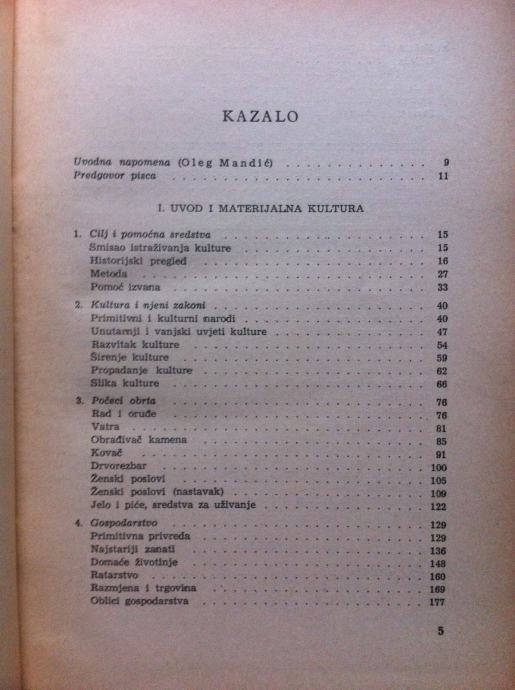 KAZALO
Uvodna napomena (Oleg Mandić) . . . . . . . . . . . 9
Predgovor pisca . . . . . . . . . . . . . . . . . . 11
I. UVOD I MATERIJALNA KULTURA
1. Cilj i pomoćna sredstva . . . . . . . . . . . . . 15
Smisao istraživanja kulture . . . . . . . . . . . . 15
Historijski pregled . . . . . . . . . . . . . . . . 16
Metoda . . . . . . . . . . . . . . . . . . . . . . 27
Pomoć izvana . . . . . . . . . . . . . . . . . . . 33
2. Kultura i njeni zakoni . . . . . . . . . . . . . 40
Primitivni i kulturni narodi . . . . . . . . . . . 40
Unutarnji i vanjski uvjeti kulture . . . . . . . . 47
Razvitak kulture . . . . . . . . . . . . . . . . . 54
Širenje kulture . . . . . . . . . . . . . . . . . . 59
Propadanje kulture . . . . . . . . . . . . . . . . 62
Slika kulture . . . . . . . . . . . . . . . . . . . 66
3. Počeci obrta . . . . . . . . . . . . . . . . . . 76
Rad i oruđe . . . . . . . . . . . . . . . . . . . . 76
Vatra . . . . . . . . . . . . . . . . . . . . . . . 81
Obrađivač kamena . . . . . . . . . . . . . . . . . 85
Kovač . . . . . . . . . . . . . . . . . . . . . . . 91
Drvorezbar . . . . . . . . . . . . . . . . . . . . 100
Ženski poslovi . . . . . . . . . . . . . . . . . . 105
Ženski poslovi (nastavak) . . . . . . . . . . . . . 109
Jelo i piće, sredstva za uživanje . . . . . . . . . 122
4. Gospodarstvo . . . . . . . . . . . . . . . . . . 129
Primitivna privreda . . . . . . . . . . . . . . . . 129
Najstariji zanati . . . . . . . . . . . . . . . . . 136
Domaće životinje . . . . . . . . . . . . . . . . . 148
Ratarstvo . . . . . . . . . . . . . . . . . . . . . 160
Razmjena i trgovina . . . . . . . . . . . . . . . . 169
Oblici gospodarstva . . . . . . . . . . . . . . . . 177
5